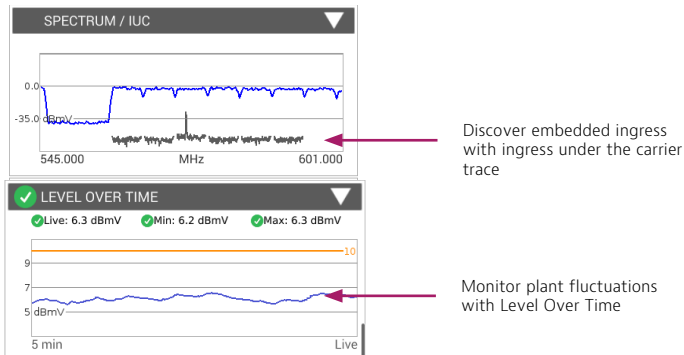 SPECTRUM / IUC
0.0
-35.0 dBmV
545.000 MHz 601.000
Discover embedded ingress
with ingress under the carrier
trace
LEVEL OVER TIME
Live: 6.3 dBmV Min: 6.2 dBmV Max: 6.3 dBmV
10
9
7
5 dBmV
5 min Live
Monitor plant fluctuations
with Level Over Time